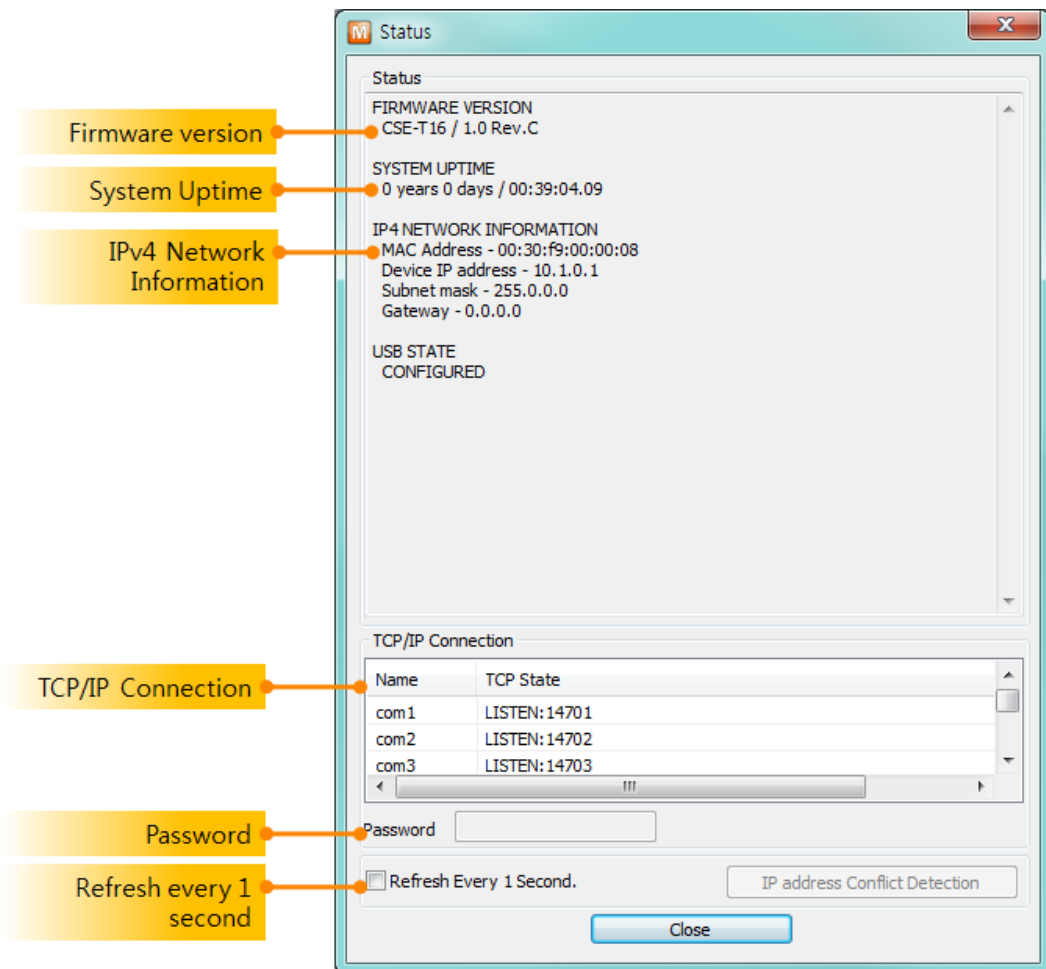 M Status
X
Status
Firmware version
FIRMWARE VERSION
CSE-T16 / 1.0 Rev.C
System Uptime
SYSTEM UPTIME
0 years 0 days / 00:39:04.09
IPv4 Network
Information
IP4 NETWORK INFORMATION
MAC Address - 00:30:f9:00:00:08
Device IP address - 10.1.0.1
Subnet mask - 255.0.0.0
Gateway - 0.0.0.0
USB STATE
CONFIGURED
TCP/IP Connection
TCP/IP Connection
Name TCP State
com1 LISTEN:14701
com2 LISTEN:14702
com3 LISTEN:14703
Password
Password
Refresh every 1
second
Refresh Every 1 Second.
IP address Conflict Detection
Close